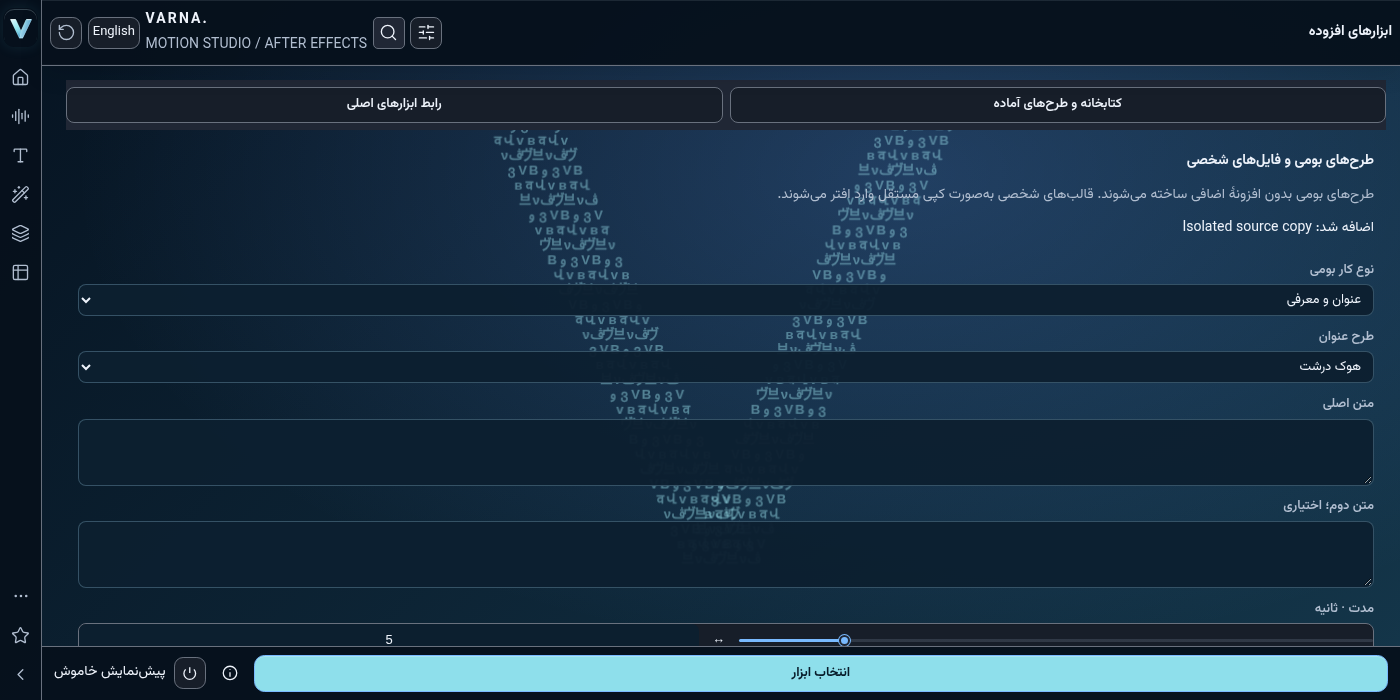 ابزارهای افزوده
VARNA.
MOTION STUDIO / AFTER EFFECTS
English
کتابخانه و طرح‌های آماده
رابط ابزارهای اصلی
طرح‌های بومی و فایل‌های شخصی
طرح‌های بومی بدون افزونهٔ اضافی ساخته می‌شوند. قالب‌های شخصی به‌صورت کپی مستقل وارد افتر می‌شوند.
اضافه شد: Isolated source copy
نوع کار بومی
عنوان و معرفی
طرح عنوان
هوک درشت
متن اصلی
متن دوم؛ اختیاری
مدت · ثانیه
5
انتخاب ابزار
پیش‌نمایش خاموش